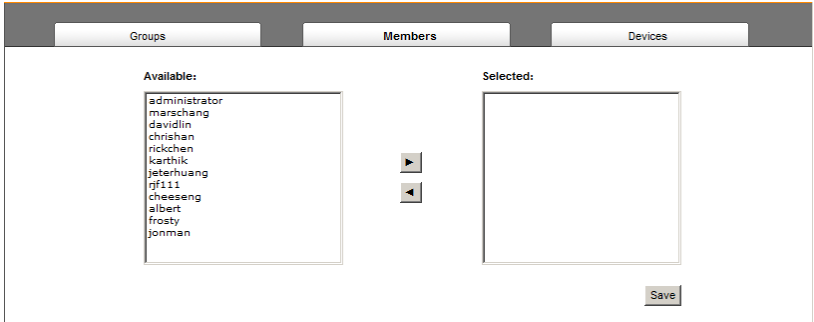 Groups
Members
Devices
Available:
Selected:
administrator
marschang
davidlin
chrishan
rickchen
karthik
jeterhuang
rjf111
cheeseng
albert
frosty
jonman
Save